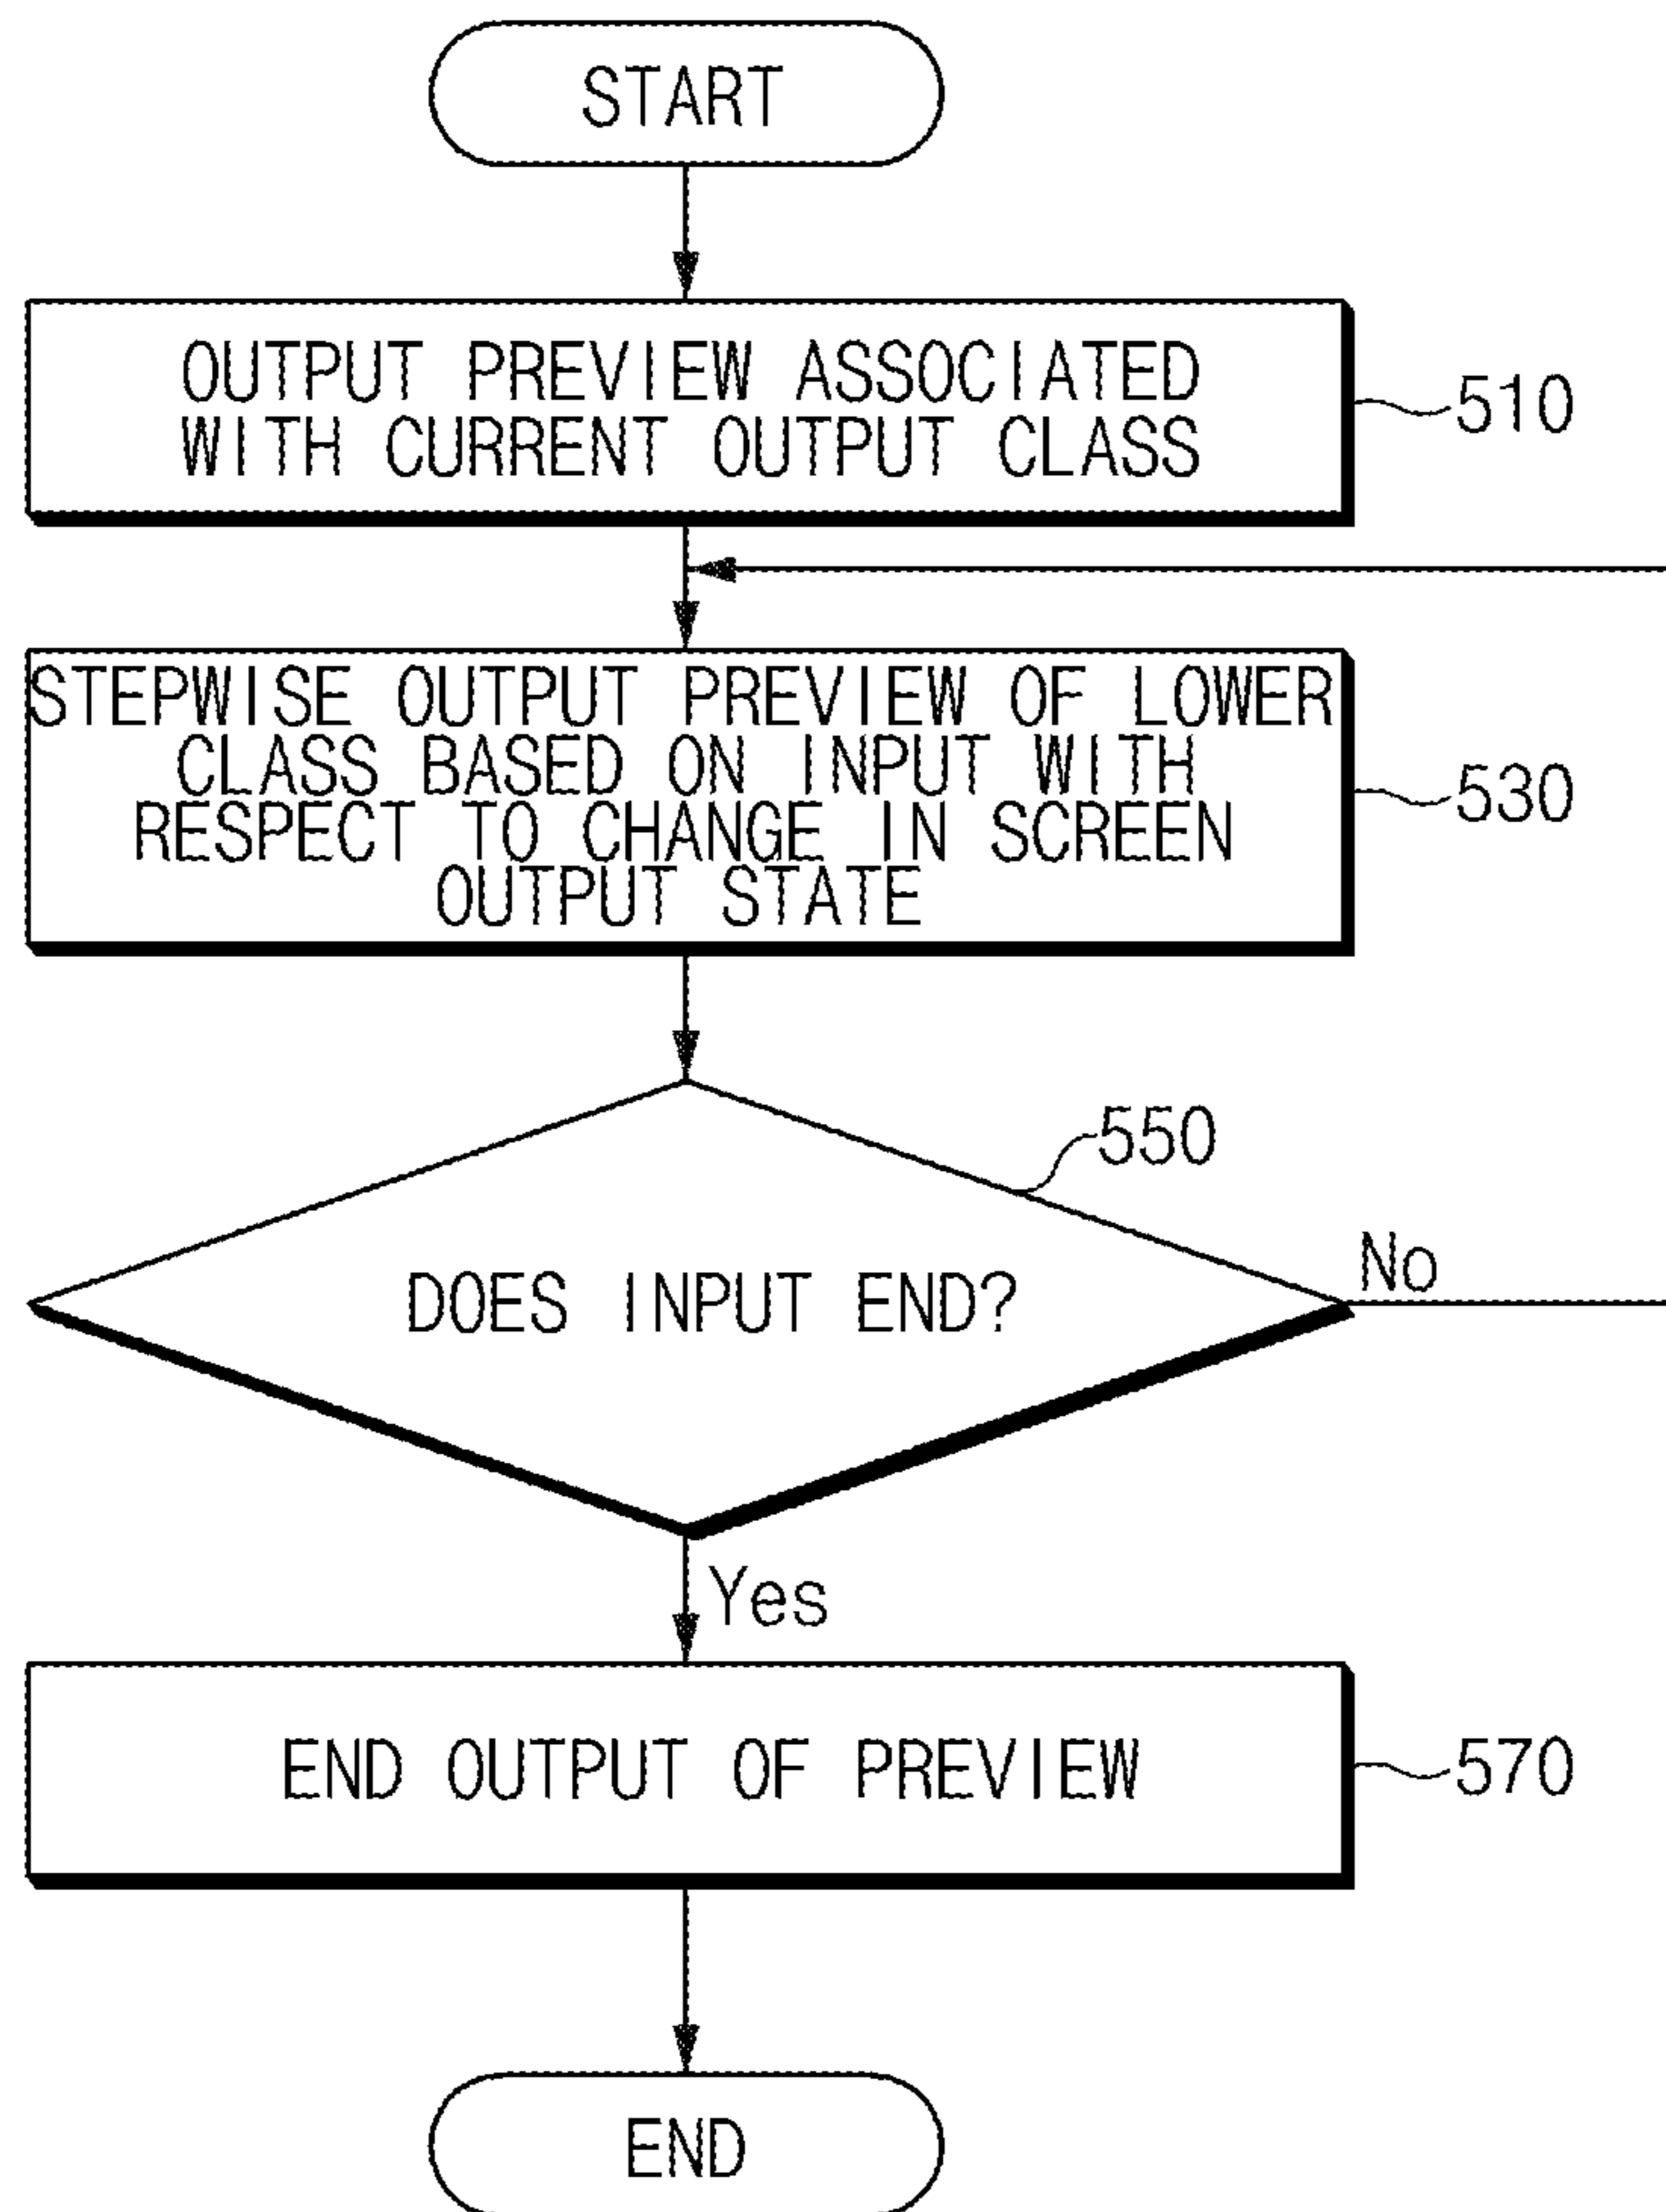 START
OUTPUT PREVIEW ASSOCIATED
WITH CURRENT OUTPUT CLASS
510
STEPWISE OUTPUT PREVIEW OF LOWER
CLASS BASED ON INPUT WITH
RESPECT TO CHANGE IN SCREEN
OUTPUT STATE
530
550
DOES INPUT END?
No
Yes
END OUTPUT OF PREVIEW
570
END